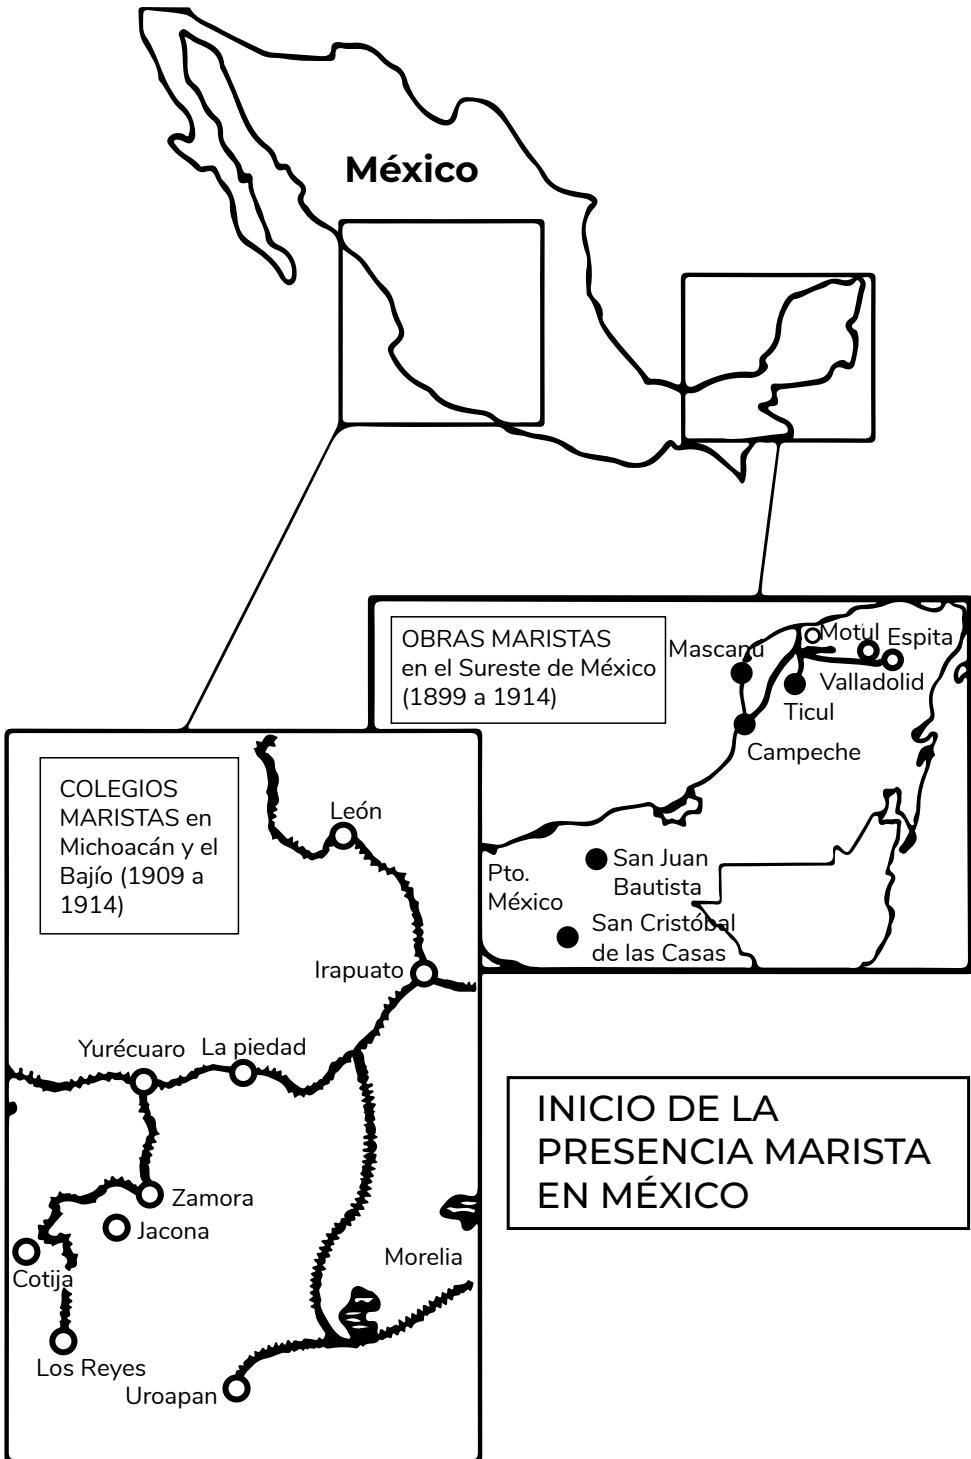 México
OBRAS MARISTAS
en el Sureste de México
(1899 a 1914)
Mascanú
Motul
Espita
Valladolid
Ticul
Campeche
San Juan
Bautista
Pto.
México
San Cristóbal
de las Casas
COLEGIOS
MARISTAS en
Michoacán y el
Bajío (1909 a
1914)
León
Irapuato
Yurécuaro
La piedad
Zamora
Jacona
Cotija
Morelia
Los Reyes
Uroapan
INICIO DE LA
PRESENCIA MARISTA
EN MÉXICO